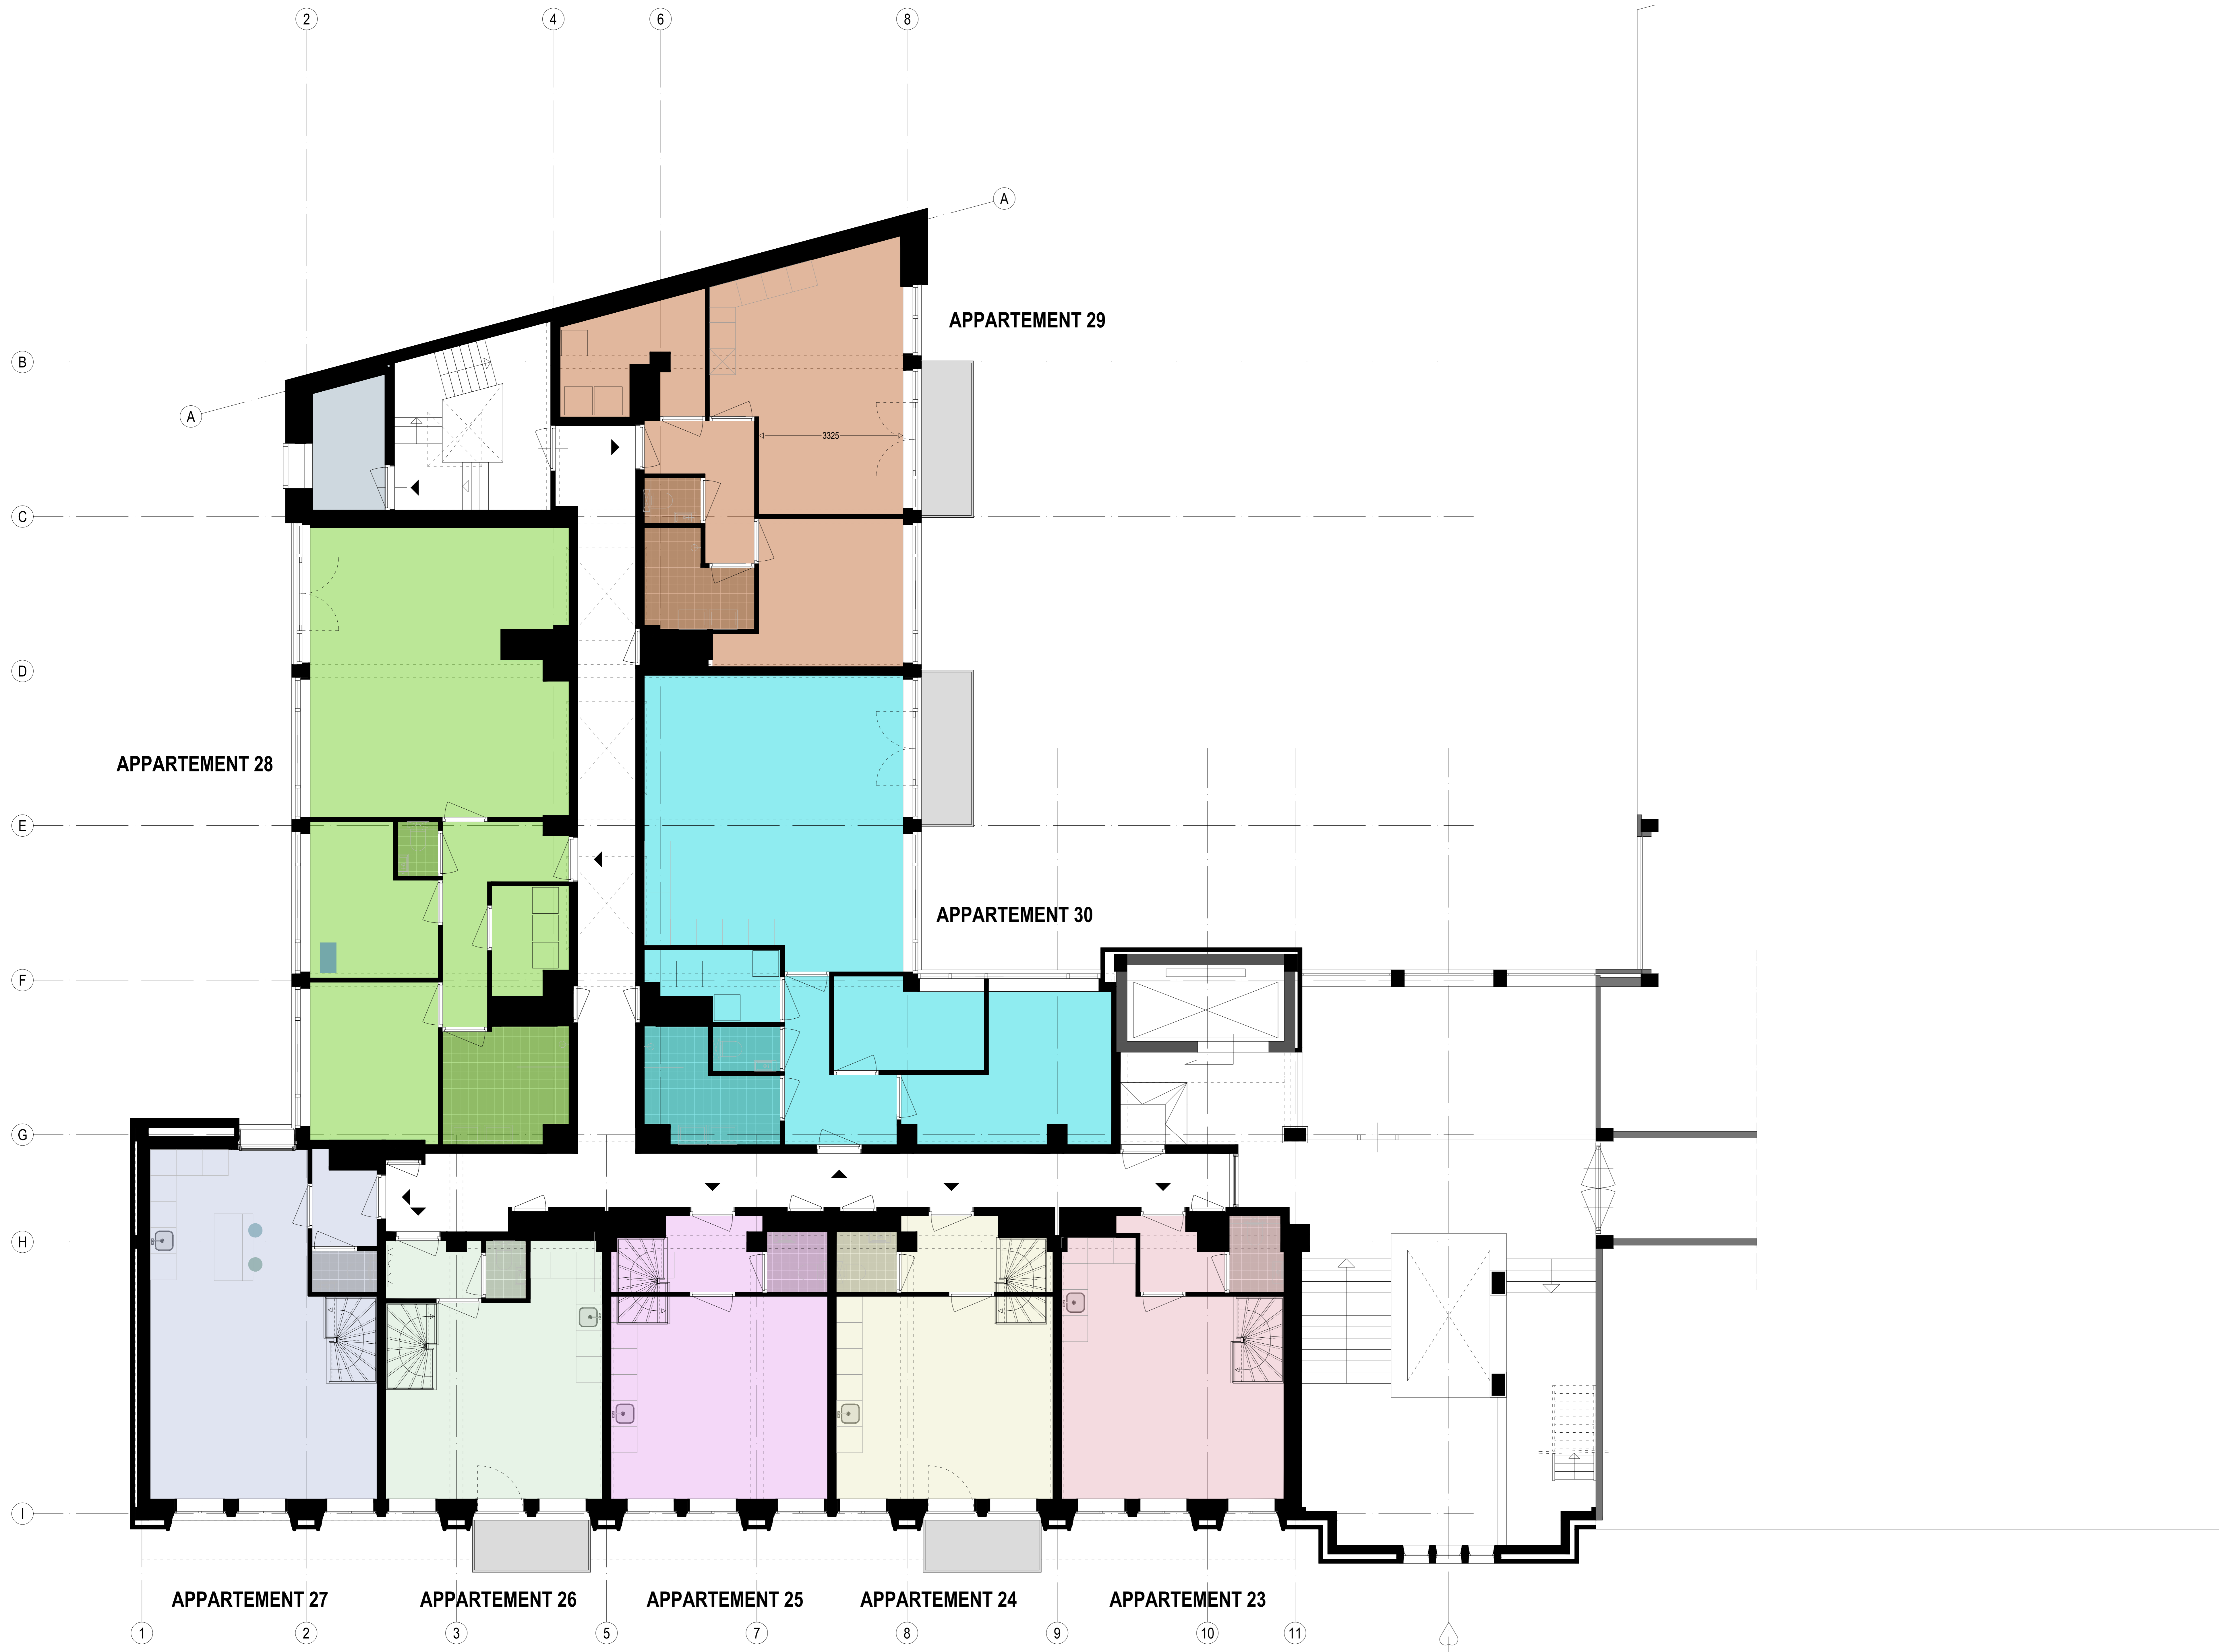 2 4 6 8
A
APPARTEMENT 29
B
A
3325
C
D
APPARTEMENT 28
E
APPARTEMENT 30
F
G
H
I
APPARTEMENT 27 APPARTEMENT 26 APPARTEMENT 25 APPARTEMENT 24 APPARTEMENT 23
1 2 3 5 7 8 9 10 11